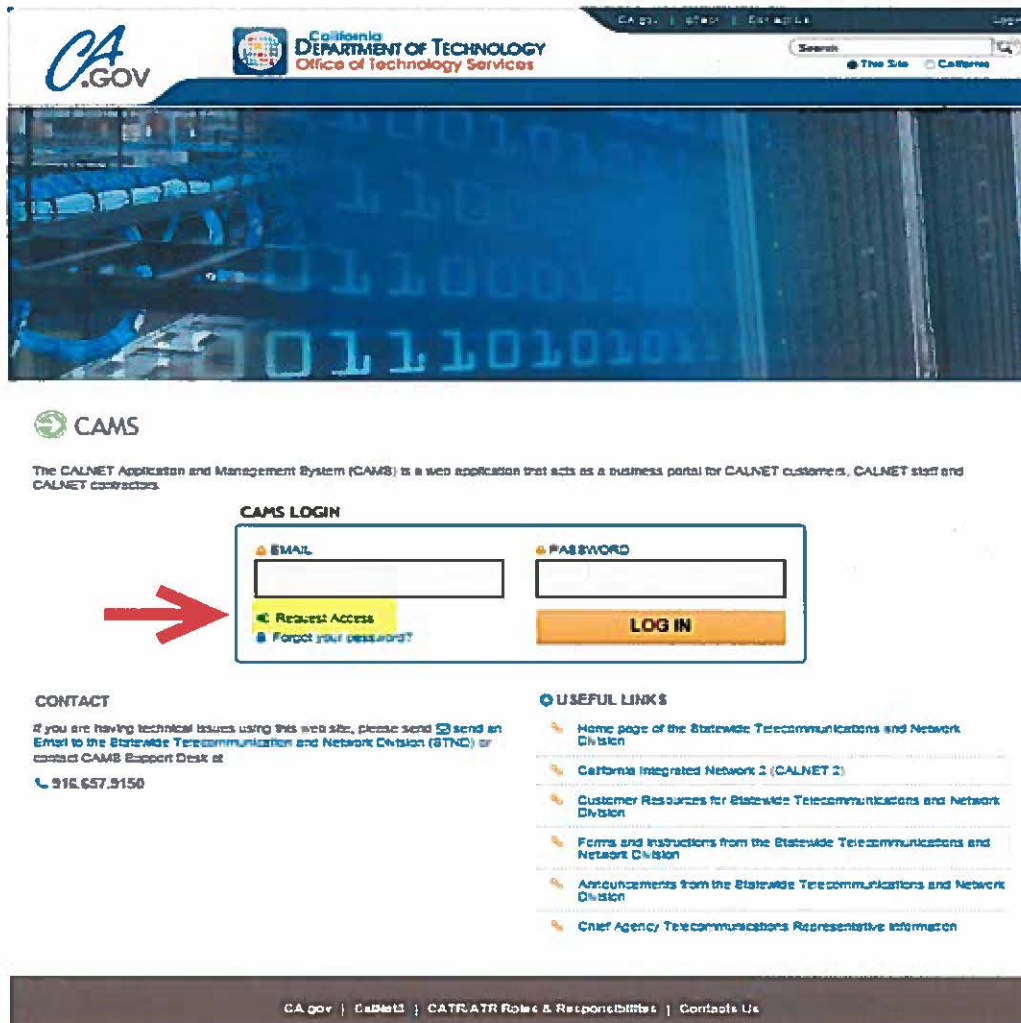 CA.GOV
California
DEPARTMENT OF TECHNOLOGY
Office of Technology Services
CA.gov | | Contact Us
Search
This Site California
CAMS
The CALNET Application and Management System (CAMS) is a web application that acts as a business portal for CALNET customers, CALNET staff and
CALNET contractors.
CAMS LOGIN
EMAIL
PASSWORD
Request Access
Forgot your password?
LOG IN
CONTACT
If you are having technical issues using this web site, please send send an
Email to the Statewide Telecommunication and Network Division (STND) or
contact CAMS Support Desk at
916.657.9150
USEFUL LINKS
Home page of the Statewide Telecommunications and Network
Division
California Integrated Network 2 (CALNET 2)
Customer Resources for Statewide Telecommunications and Network
Division
Forms and Instructions from the Statewide Telecommunications and
Network Division
Announcements from the Statewide Telecommunications and Network
Division
Chief Agency Telecommunications Representative Information
CA.gov | | CATR/ATR Roles & Responsibilities | Contacts Us